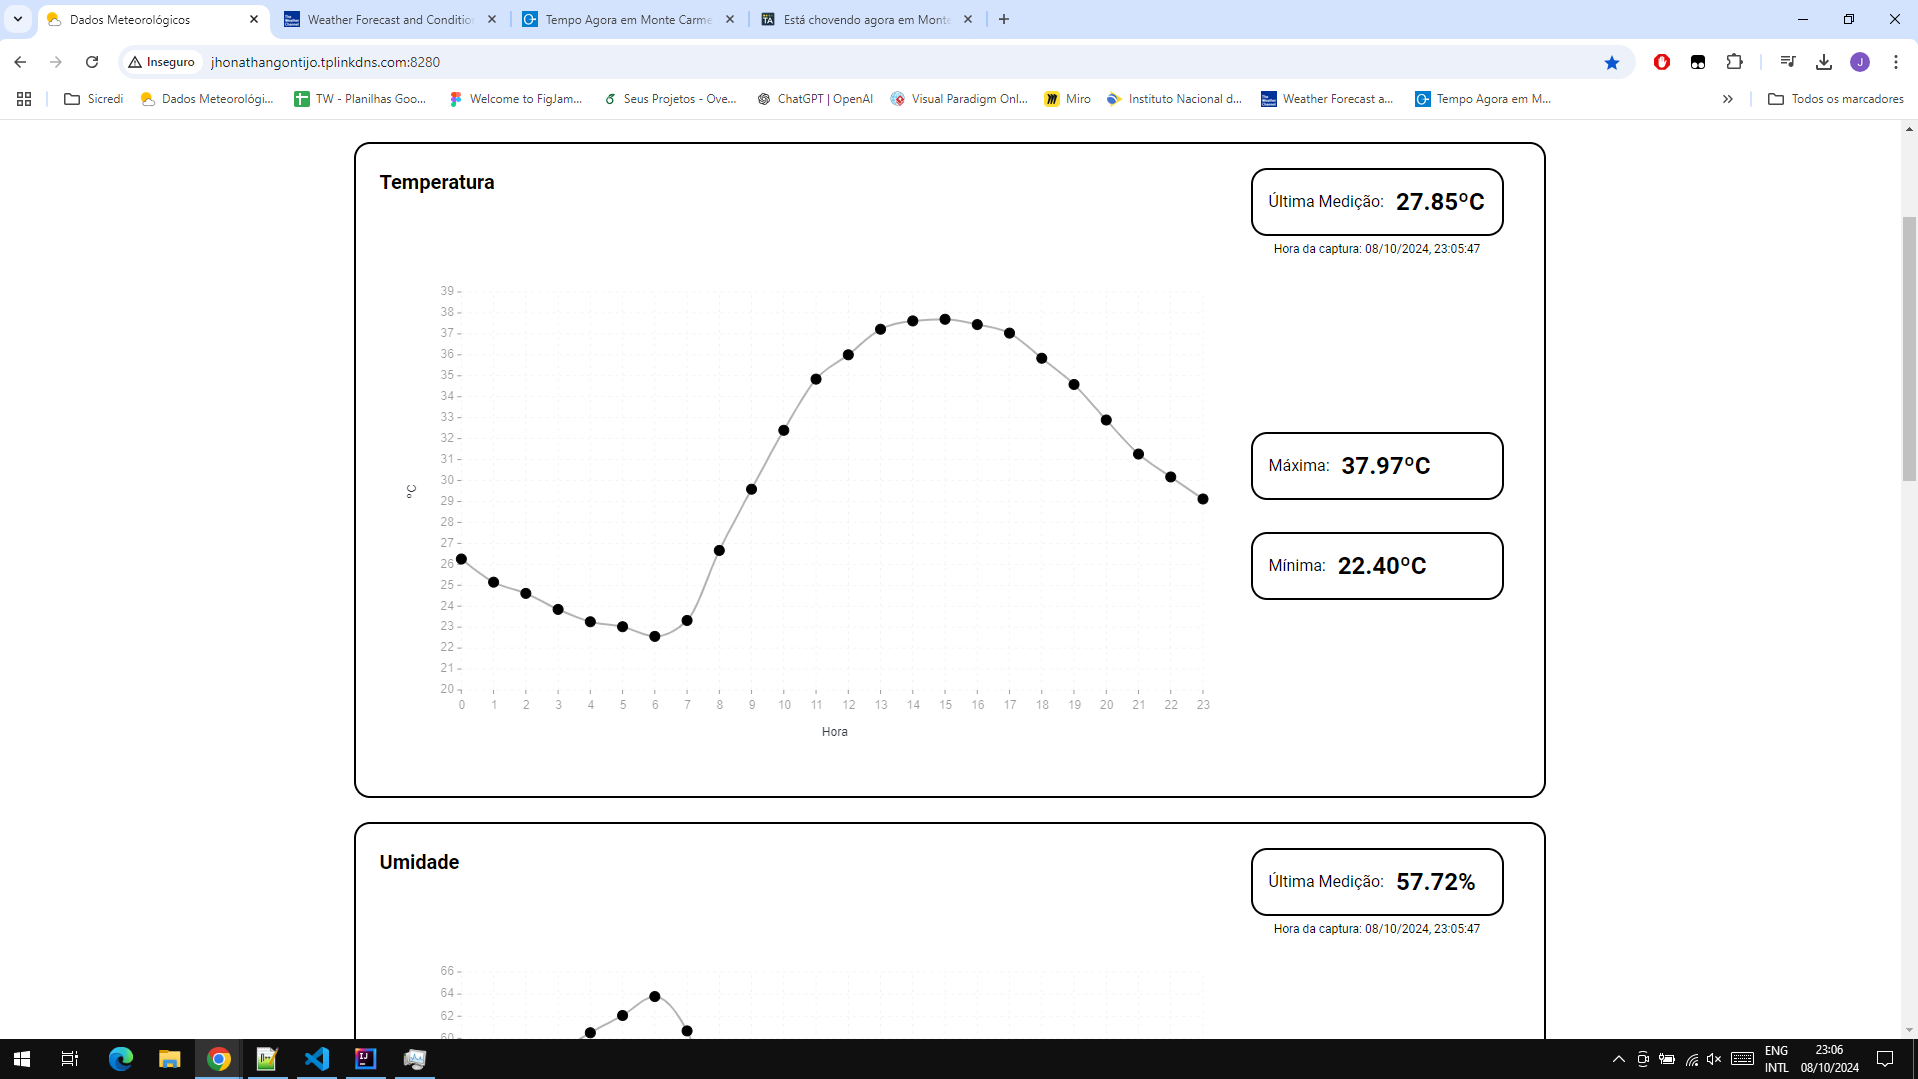 Dados Meteorológicos
Weather Forecast and Conditio
Tempo Agora em Monte Carme
Está chovendo agora em Monte
Inseguro
jhonathangontijo.tplinkdns.com:8280
Sicredi
Dados Meteorológi...
TW - Planilhas Goo...
Welcome to FigJam...
Seus Projetos - Ove...
ChatGPT | OpenAI
Visual Paradigm Onl...
Miro
Instituto Nacional d...
Weather Forecast a...
Tempo Agora em M...
Todos os marcadores
Temperatura
Última Medição: 27.85ºC
Hora da captura: 08/10/2024, 23:05:47
39
38
37
36
35
34
33
32
31
30
29
28
27
26
25
24
23
22
21
20
ºC
0 1 2 3 4 5 6 7 8 9 10 11 12 13 14 15 16 17 18 19 20 21 22 23
Hora
Máxima: 37.97ºC
Mínima: 22.40ºC
Umidade
Última Medição: 57.72%
Hora da captura: 08/10/2024, 23:05:47
66
64
62
60
ENG
INTL
23:06
08/10/2024